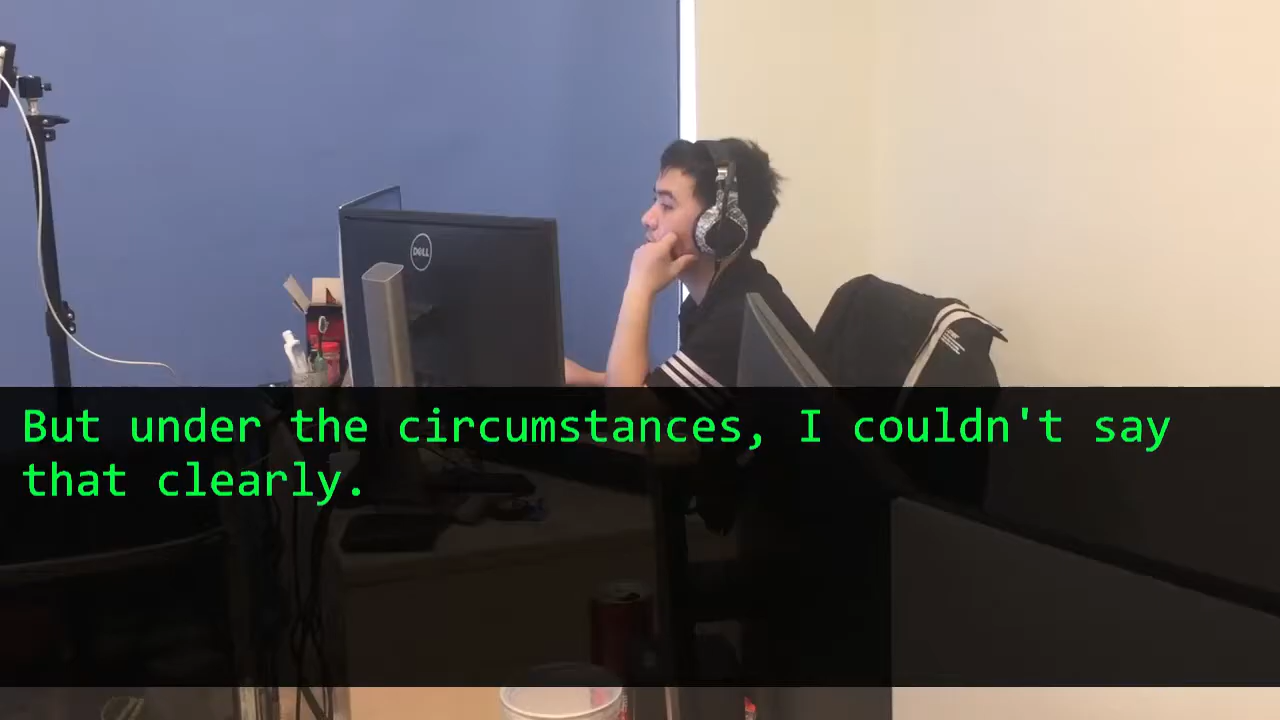 DELL
But under the circumstances, I couldn't say
that clearly.